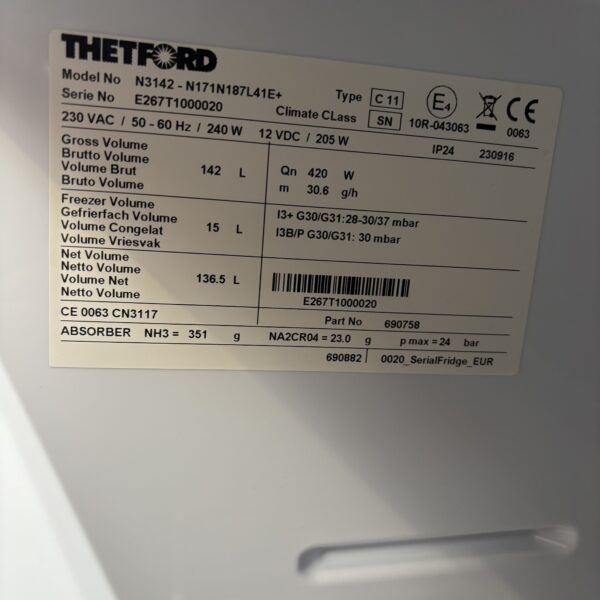 THETFORD
Model No N3142 - N171N187L41E+ Type C 11 E4 CE
Serie No E267T1000020 Climate CLass SN 10R-043063 0063
230 VAC / 50 - 60 Hz / 240 W 12 VDC / 205 W IP24 230916
Gross Volume
Brutto Volume
Volume Brut 142 L
Bruto Volume
Qn 420 W
m 30.6 g/h
Freezer Volume
Gefrierfach Volume
Volume Congelat 15 L
Volume Vriesvak
I3+ G30/G31:28-30/37 mbar
I3B/P G30/G31: 30 mbar
Net Volume
Netto Volume
Volume Net 136.5 L
Netto Volume
E267T1000020
CE 0063 CN3117 Part No 690758
ABSORBER NH3 = 351 g NA2CR04 = 23.0 g p max = 24 bar
690882 0020_SerialFridge_EUR